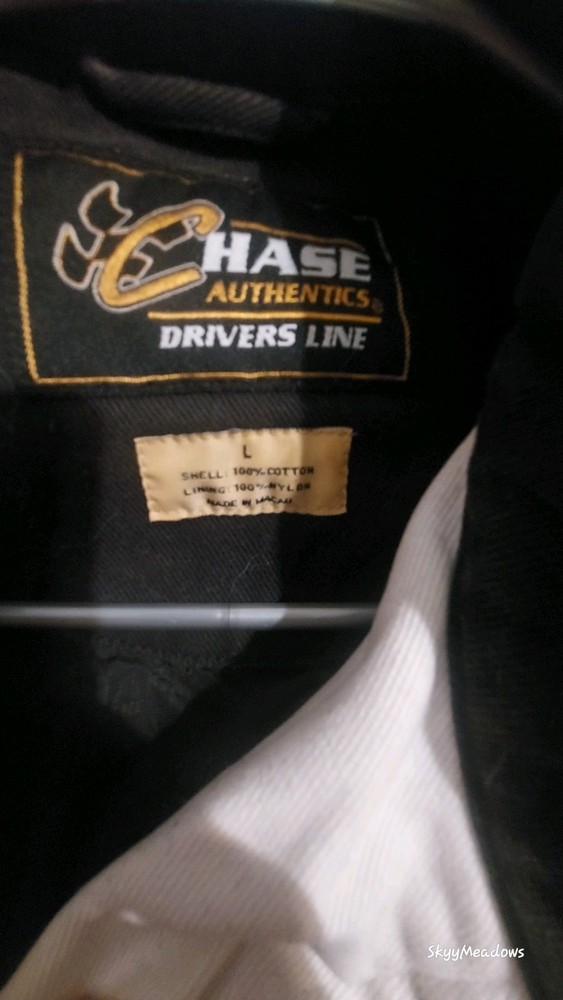 CHASE
AUTHENTICS®
DRIVERS LINE
L
SHELL: 100% COTTON
LINING: 100% NYLON
MADE IN MACAU
SkyyMeadows